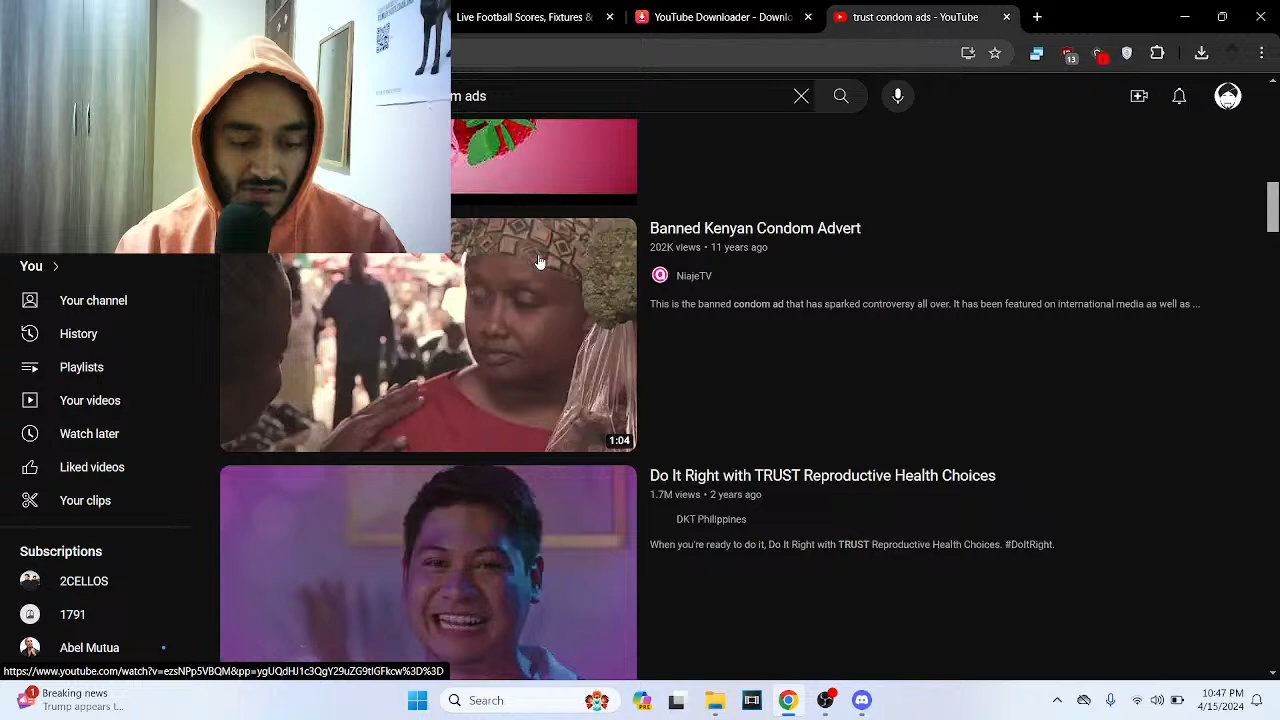 Live Football Scores, Fixtures &
YouTube Downloader - Downlo
trust condom ads - YouTube
13
m ads
Banned Kenyan Condom Advert
202K views • 11 years ago
NiajeTV
This is the banned condom ad that has sparked controversy all over. It has been featured on international media as well as ...
1:04
You
Your channel
History
Playlists
Your videos
Watch later
Liked videos
Your clips
Subscriptions
2CELLOS
1791
Abel Mutua
Do It Right with TRUST Reproductive Health Choices
1.7M views • 2 years ago
DKT Philippines
When you're ready to do it, Do It Right with TRUST Reproductive Health Choices. #DoItRight.
1
Breaking news
Trump appears t...
Search
PRE
10:47 PM
4/15/2024